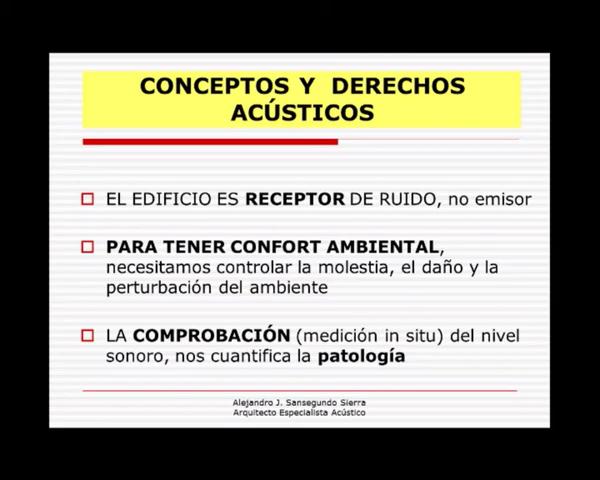 CONCEPTOS Y DERECHOS
ACÚSTICOS
EL EDIFICIO ES RECEPTOR DE RUIDO, no emisor
PARA TENER CONFORT AMBIENTAL,
necesitamos controlar la molestia, el daño y la
perturbación del ambiente
LA COMPROBACIÓN (medición in situ) del nivel
sonoro, nos cuantifica la patología
Alejandro J. Sansegundo Sierra
Arquitecto Especialista Acústico